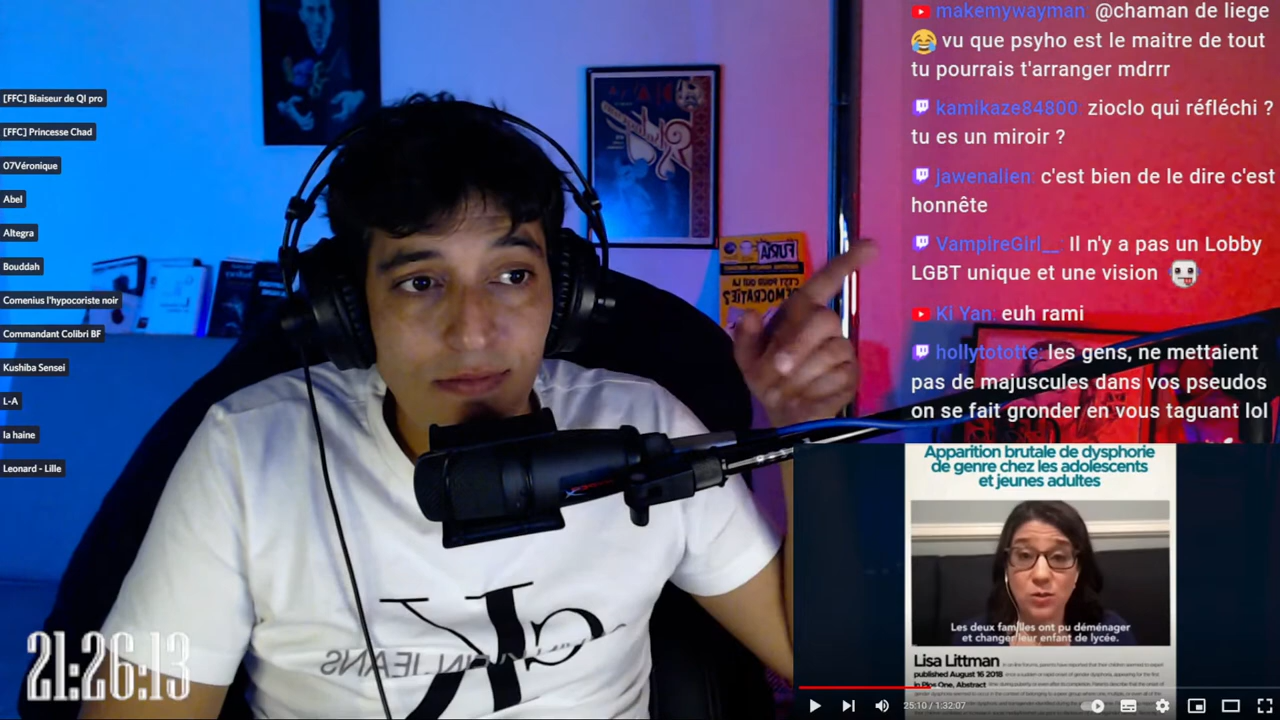 [FFC] Biaiseur de QI pro
[FFC] Princesse Chad
07Véronique
Abel
Altegra
Bouddah
Comenius l'hypocoriste noir
Commandant Colibri BF
Kushiba Sensei
L-A
la haine
Leonard - Lille
21:26:13
FURIA
DÉMOCRATIE?
CK
makemywayman: @chaman de liege
😂 vu que psyho est le maitre de tout
tu pourrais t'arranger mdrrr
kamikaze84800: zioclo qui réfléchi ?
tu es un miroir ?
jawenalien: c'est bien de le dire c'est
honnête
VampireGirl__: Il n'y a pas un Lobby
LGBT unique et une vision
Ki Yan: euh rami
hollytototte: les gens, ne mettaient
pas de majuscules dans vos pseudos
on se fait gronder en vous taguant lol
Apparition brutale de dysphorie
de genre chez les adolescents
et jeunes adultes
Les deux familles ont pu déménager
et changer leur enfant de lycée.
Lisa Littman
published August 16 2018
in Plos One, Abstract
25:10 / 1:32:07